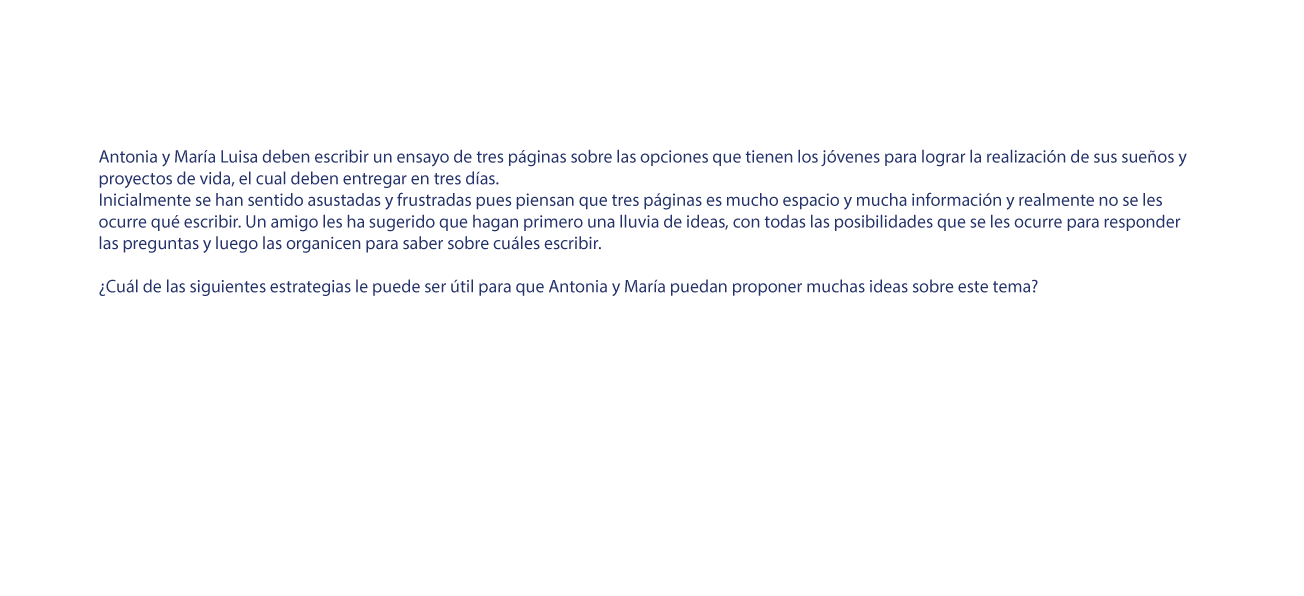 Antonia y María Luisa deben escribir un ensayo de tres páginas sobre las opciones que tienen los jóvenes para lograr la realización de sus sueños y
proyectos de vida, el cual deben entregar en tres días.
Inicialmente se han sentido asustadas y frustradas pues piensan que tres páginas es mucho espacio y mucha información y realmente no se les
ocurre qué escribir. Un amigo les ha sugerido que hagan primero una lluvia de ideas, con todas las posibilidades que se les ocurre para responder
las preguntas y luego las organicen para saber sobre cuáles escribir.
¿Cuál de las siguientes estrategias le puede ser útil para que Antonia y María puedan proponer muchas ideas sobre este tema?